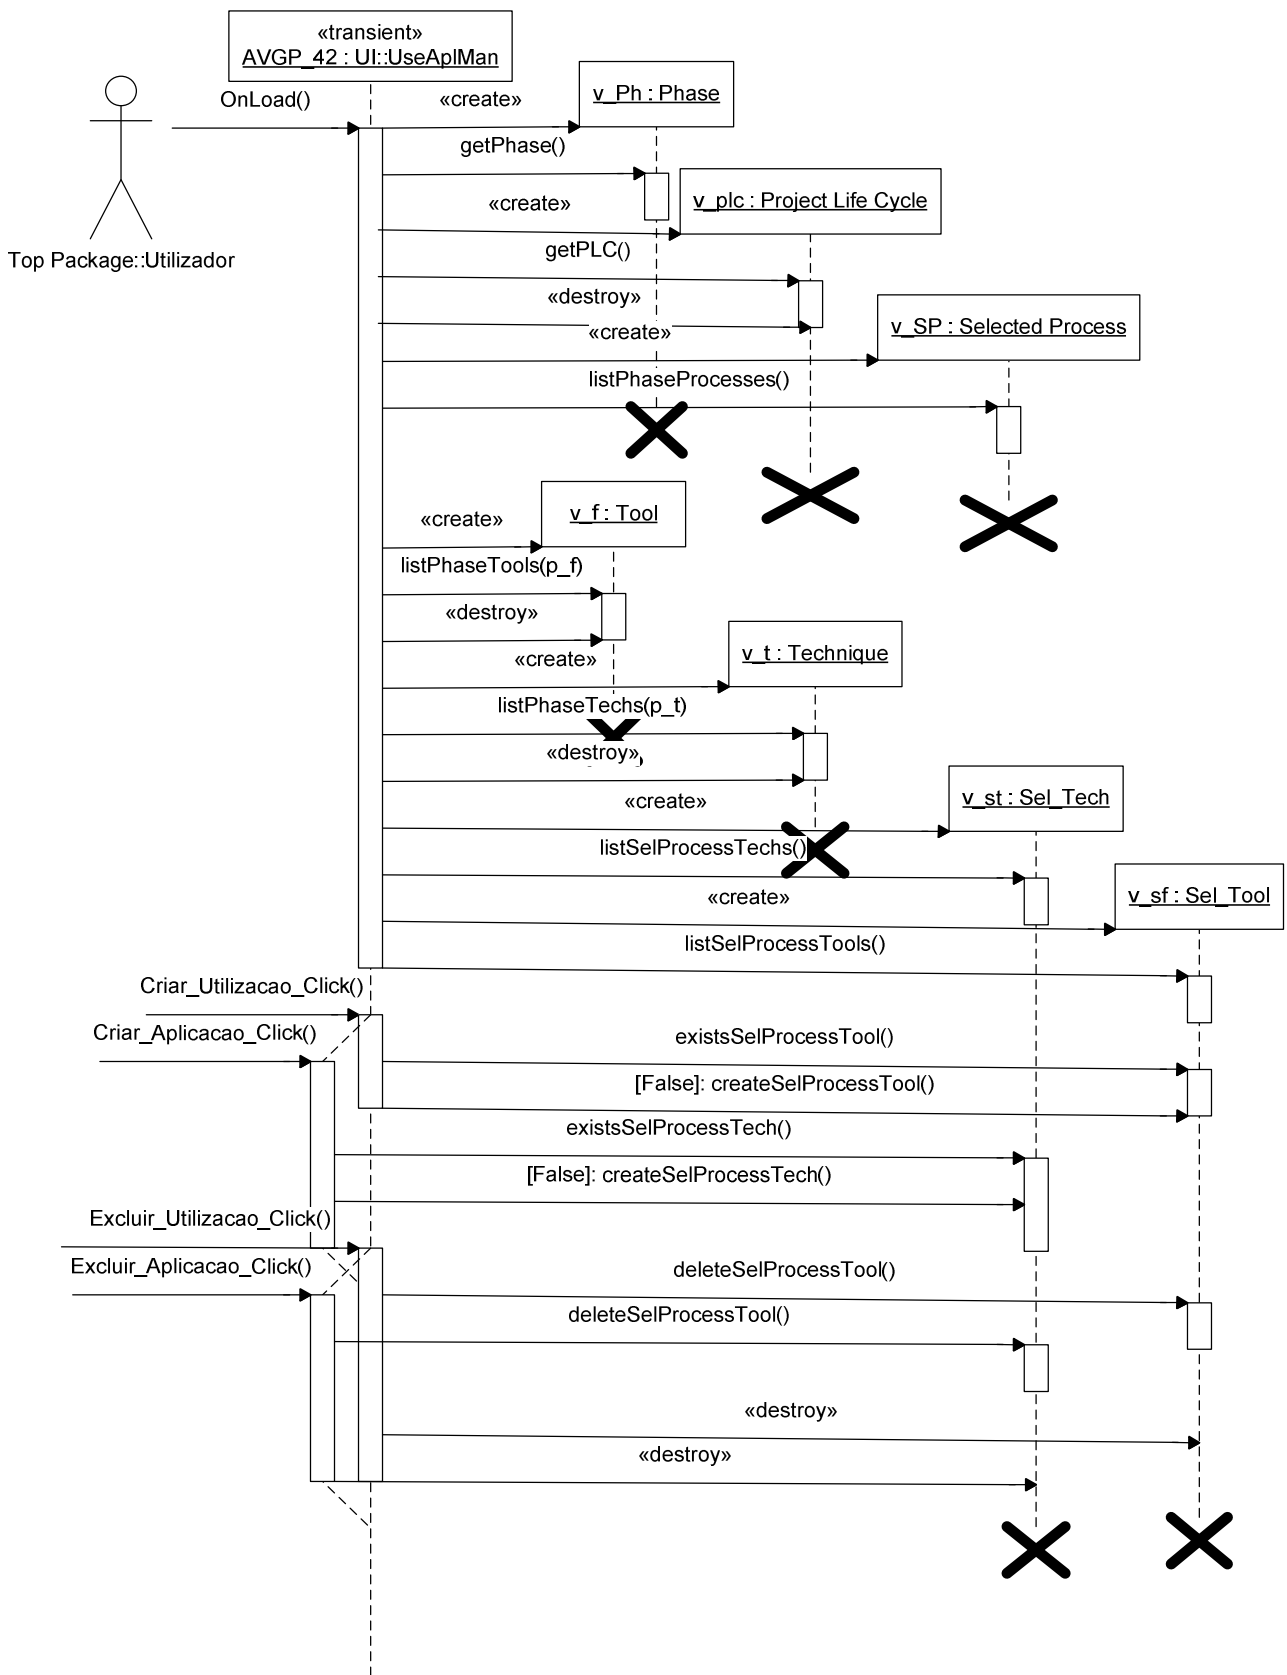 «transient»
AVGP_42 : UI::UseAplMan
OnLoad()
«create»
v_Ph : Phase
getPhase()
«create»
v_plc : Project Life Cycle
getPLC()
Top Package::Utilizador
«destroy»
v_SP : Selected Process
«create»
listPhaseProcesses()
v_f : Tool
«create»
listPhaseTools(p_f)
«destroy»
v_t : Technique
«create»
listPhaseTechs(p_t)
«destroy»
v_st : Sel_Tech
«create»
listSelProcessTechs()
v_sf : Sel_Tool
«create»
listSelProcessTools()
Criar_Utilizacao_Click()
Criar_Aplicacao_Click()
existsSelProcessTool()
[False]: createSelProcessTool()
existsSelProcessTech()
[False]: createSelProcessTech()
Excluir_Utilizacao_Click()
Excluir_Aplicacao_Click()
deleteSelProcessTool()
deleteSelProcessTool()
«destroy»
«destroy»